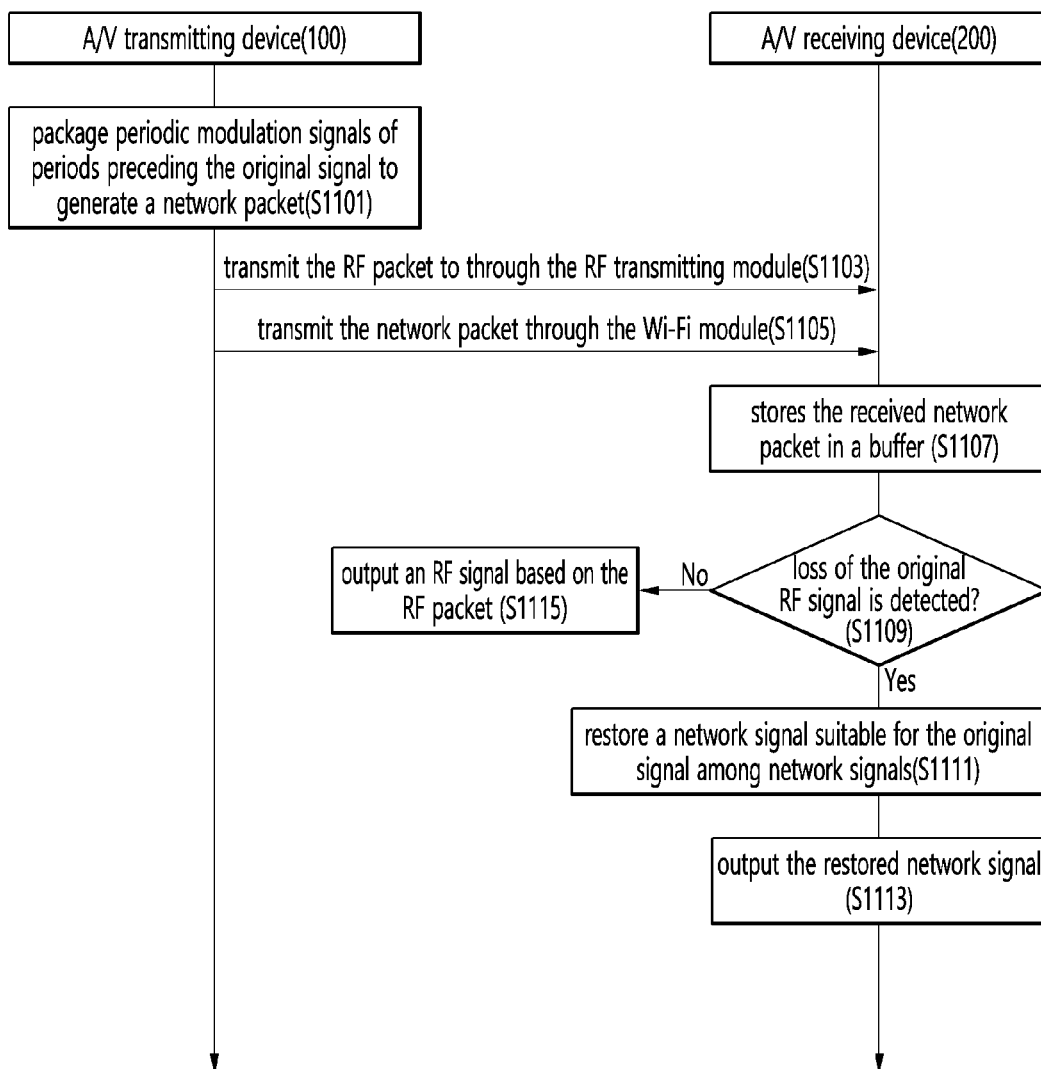 A/V transmitting device(100)
A/V receiving device(200)
package periodic modulation signals of
periods preceding the original signal to
generate a network packet(S1101)
transmit the RF packet to through the RF transmitting module(S1103)
transmit the network packet through the Wi-Fi module(S1105)
stores the received network
packet in a buffer (S1107)
loss of the original
RF signal is detected?
(S1109)
No
output an RF signal based on the
RF packet (S1115)
Yes
restore a network signal suitable for the original
signal among network signals(S1111)
output the restored network signal
(S1113)